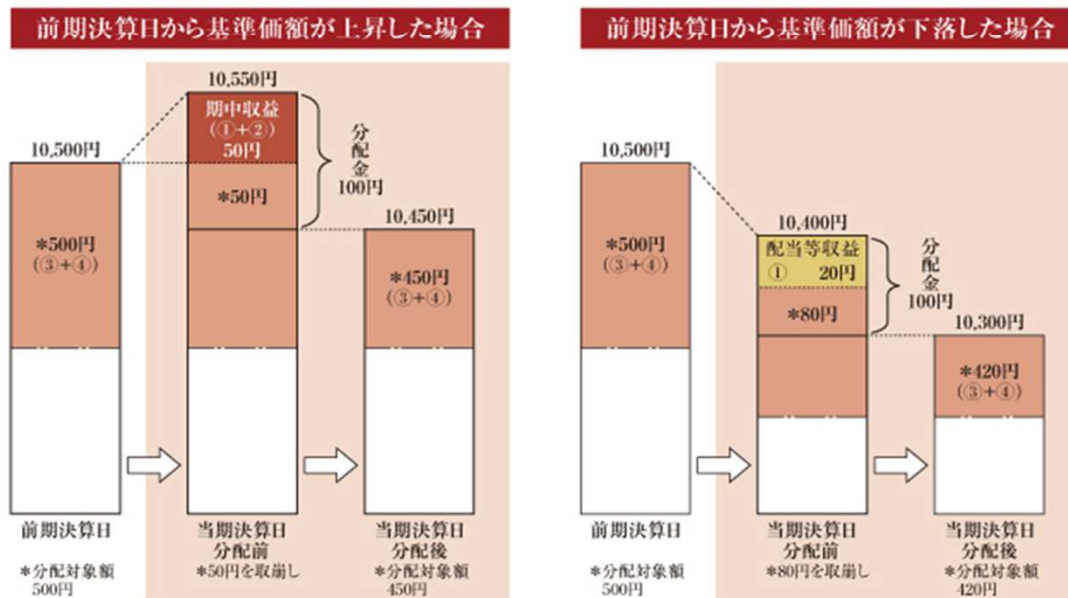 前期決算日から基準価額が上昇した場合
10,550円
期中収益
(①+②)
50円
10,500円
*50円
分配金
100円
10,450円
*500円
(③+④)
*450円
(③+④)
前期決算日
当期決算日
分配前
当期決算日
分配後
*分配対象額
500円
*50円を取崩し
*分配対象額
450円
前期決算日から基準価額が下落した場合
10,500円
10,400円
配当等収益
① 20円
*80円
分配金
100円
10,300円
*500円
(③+④)
*420円
(③+④)
前期決算日
当期決算日
分配前
当期決算日
分配後
*分配対象額
500円
*80円を取崩し
*分配対象額
420円